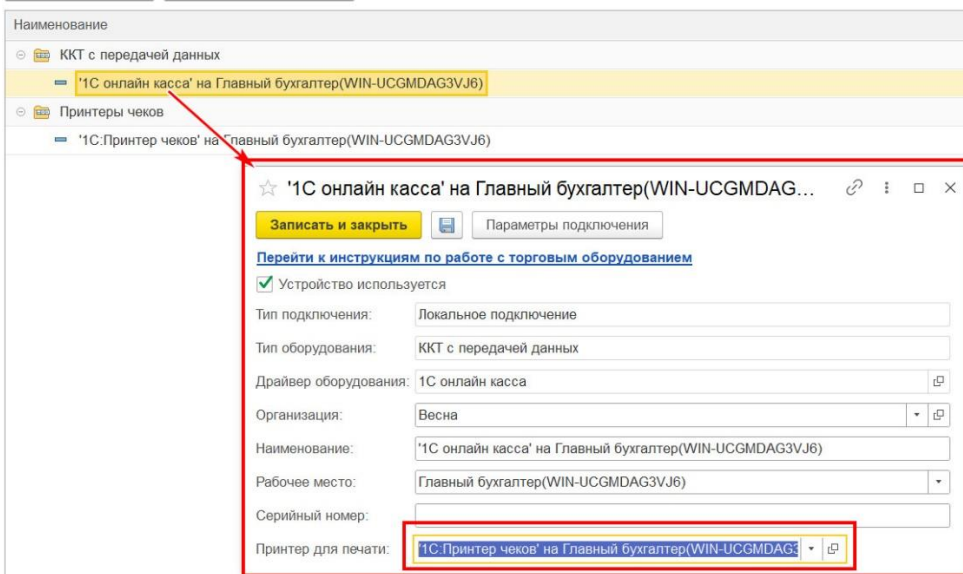 Наименование
ККТ с передачей данных
'1С онлайн касса' на Главный бухгалтер(WIN-UCGMDAG3VJ6)
Принтеры чеков
'1С:Принтер чеков' на Главный бухгалтер(WIN-UCGMDAG3VJ6)
'1С онлайн касса' на Главный бухгалтер(WIN-UCGMDAG...
Записать и закрыть Параметры подключения
Перейти к инструкциям по работе с торговым оборудованием
Устройство используется
Тип подключения: Локальное подключение
Тип оборудования: ККТ с передачей данных
Драйвер оборудования: 1С онлайн касса
Организация: Весна
Наименование: '1С онлайн касса' на Главный бухгалтер(WIN-UCGMDAG3VJ6)
Рабочее место: Главный бухгалтер(WIN-UCGMDAG3VJ6)
Серийный номер:
Принтер для печати: '1С:Принтер чеков' на Главный бухгалтер(WIN-UCGMDAG3